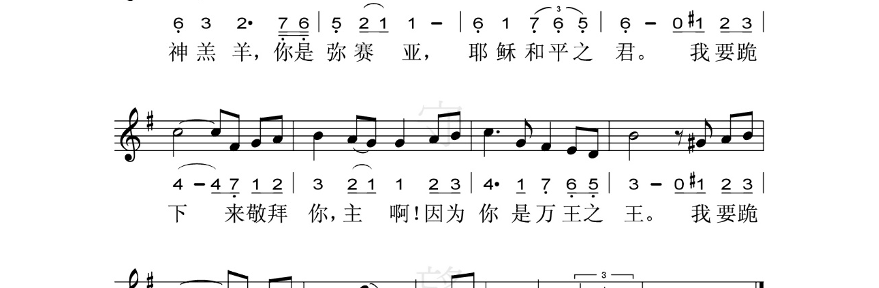 3
6 3 2· 7 6 | 5 2 1 1 – | 6 1 7 6 5 | 6 – 0 #1 2 3 |
神 羔 羊, 你是 弥 赛 亚, 耶 稣 和 平 之 君。 我 要 跪
4 – 4 7 1 2 | 3 2 1 1 2 3 | 4· 1 7 6 5 | 3 – 0 #1 2 3 |
下 来 敬 拜 你, 主 啊! 因 为 你 是 万 王 之 王。 我 要 跪
3